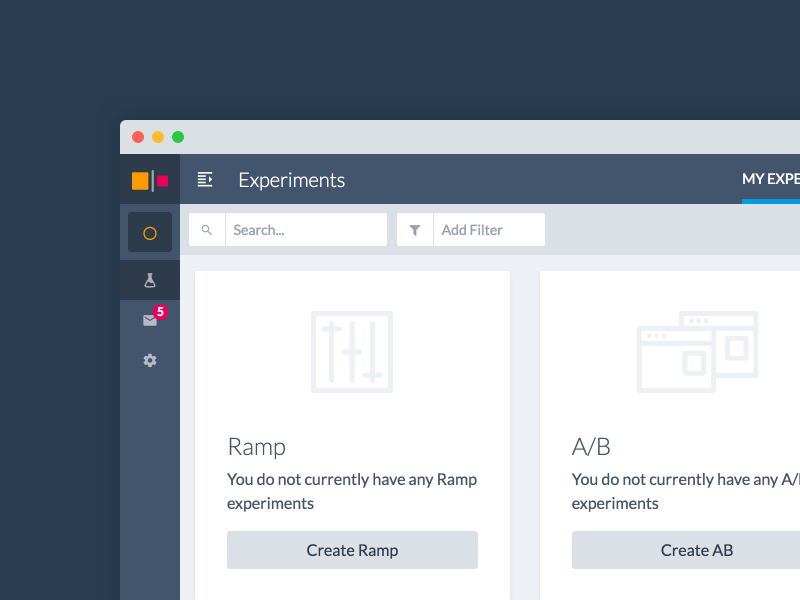 Experiments
MY EXPE
Search...
Add Filter
5
Ramp
You do not currently have any Ramp
experiments
Create Ramp
A/B
You do not currently have any A/
experiments
Create AB